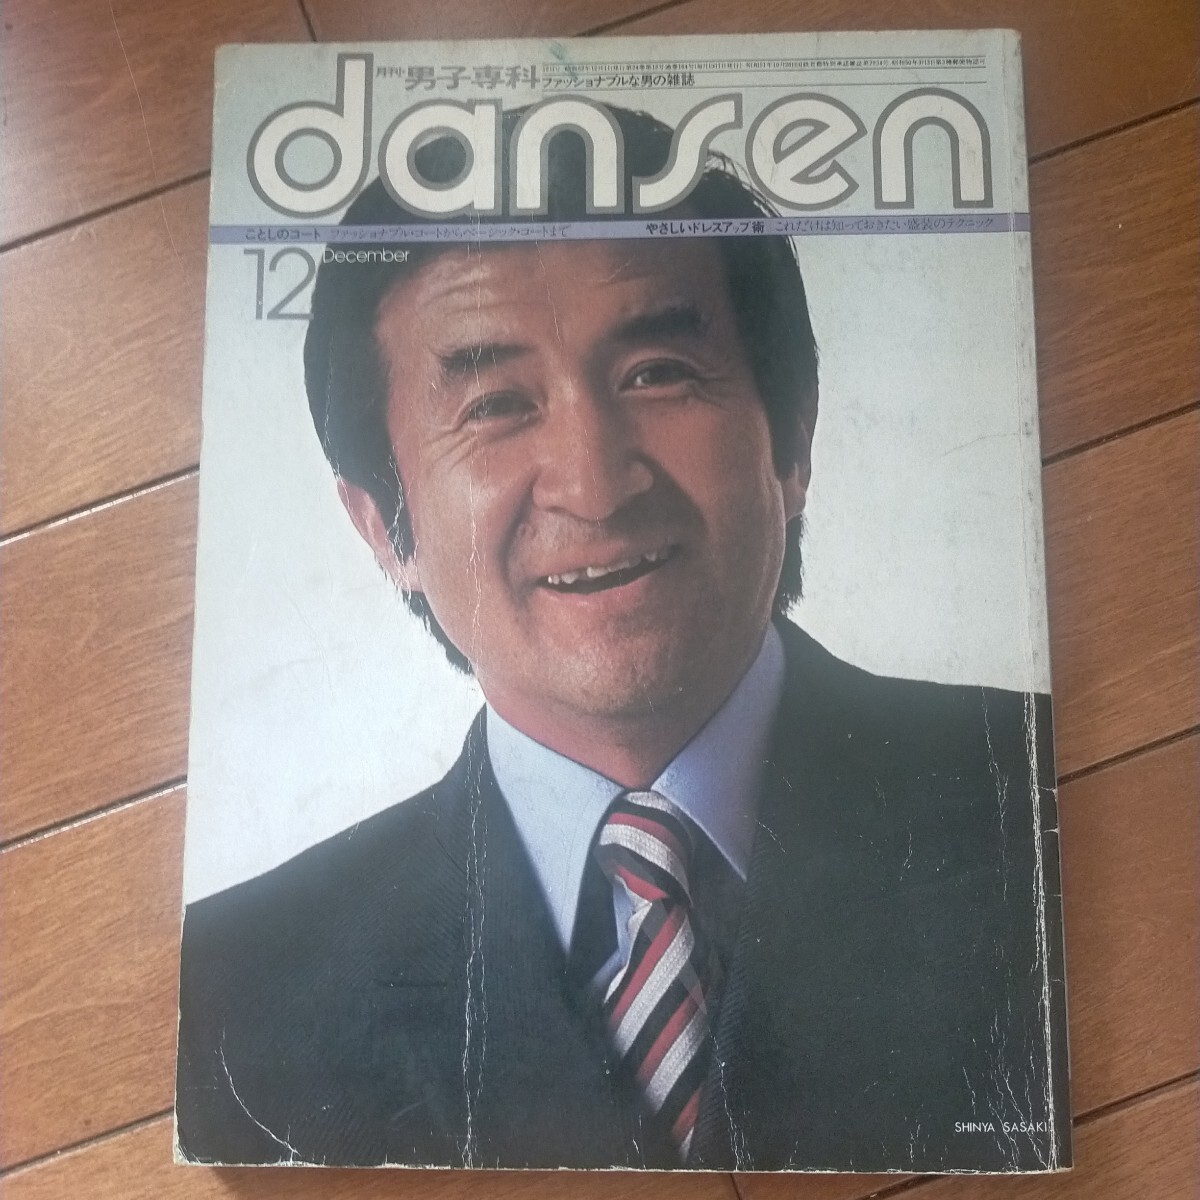 月刊・男子専科 ファッショナブルな男の雑誌
dansen
ことしのコート ファッショナブル・コートからベーシック・コートまで やさしいドレスアップ術 これだけは知っておきたい盛装のテクニック
12 December
SHINYA SASAKI